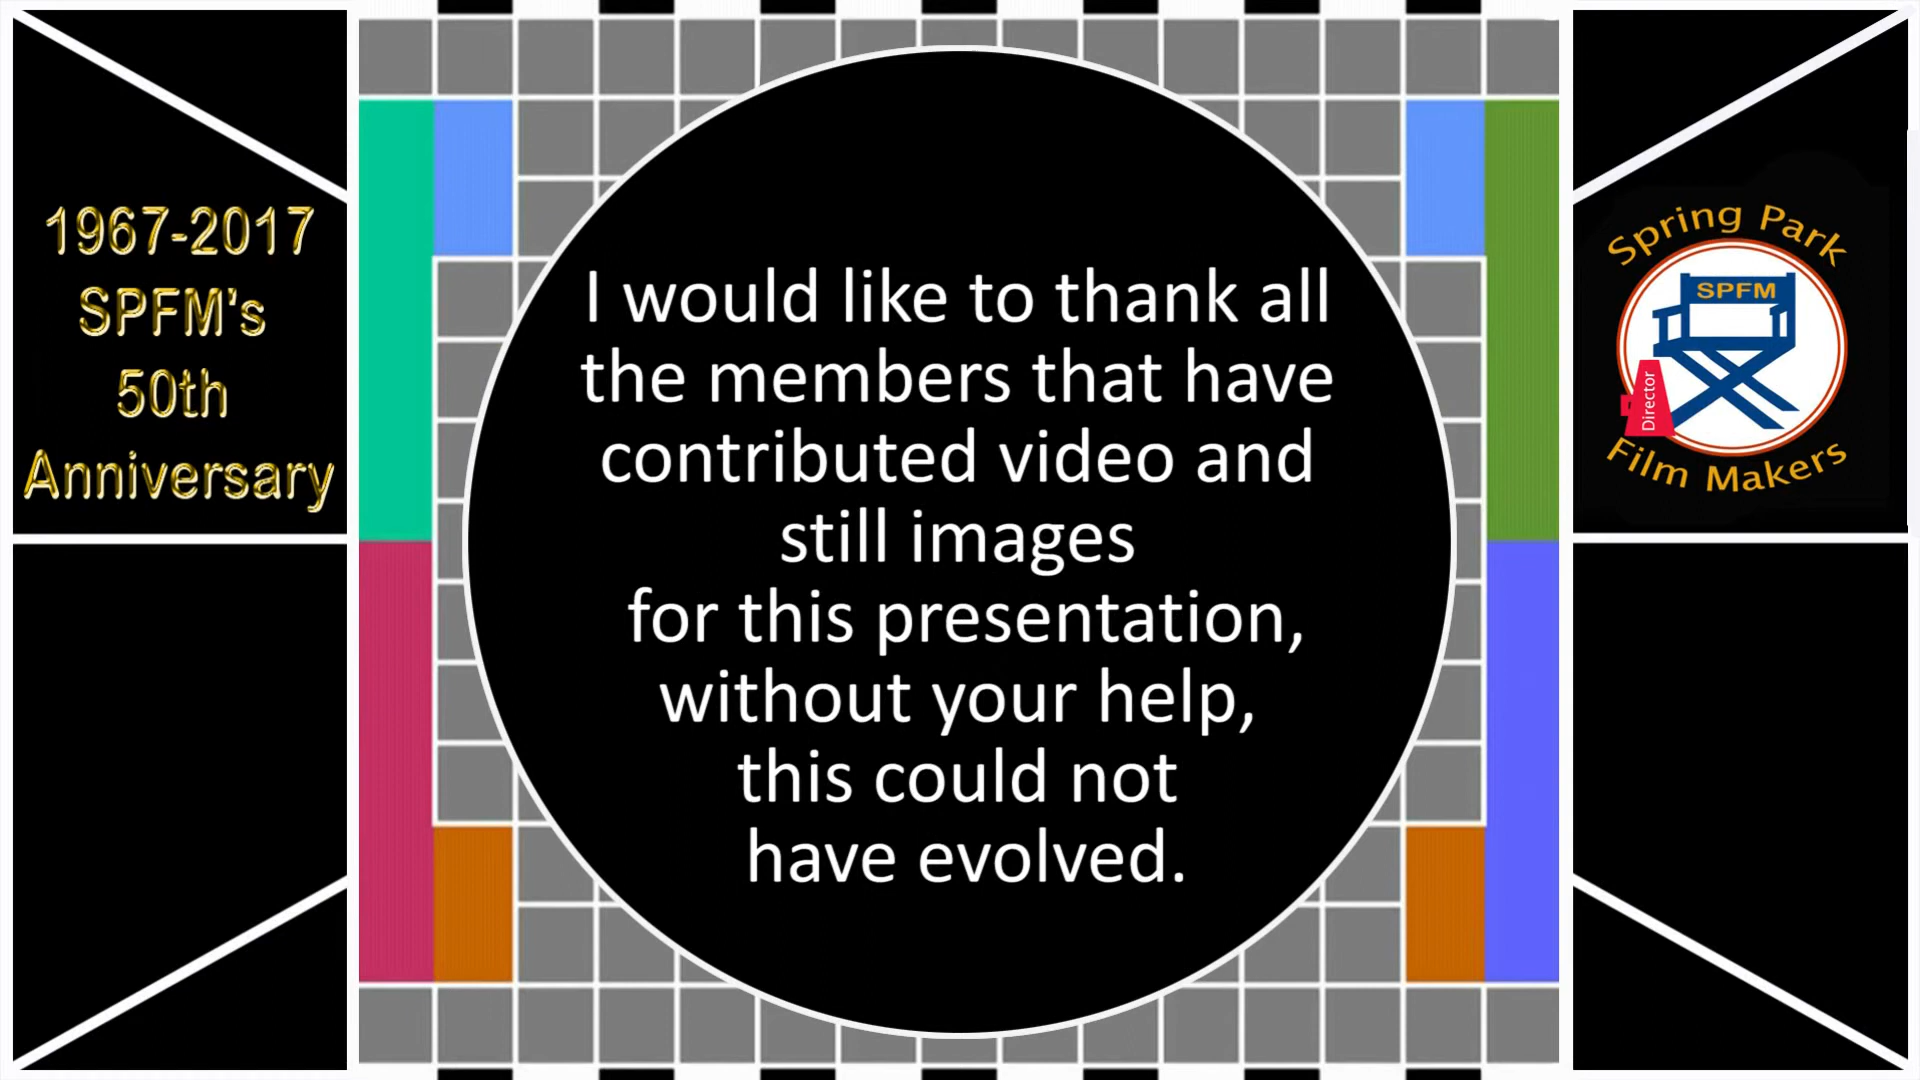 1967-2017
SPFM's
50th
Anniversary
I would like to thank all
the members that have
contributed video and
still images
for this presentation,
without your help,
this could not
have evolved.
Spring Park
SPFM
Director
Film Makers